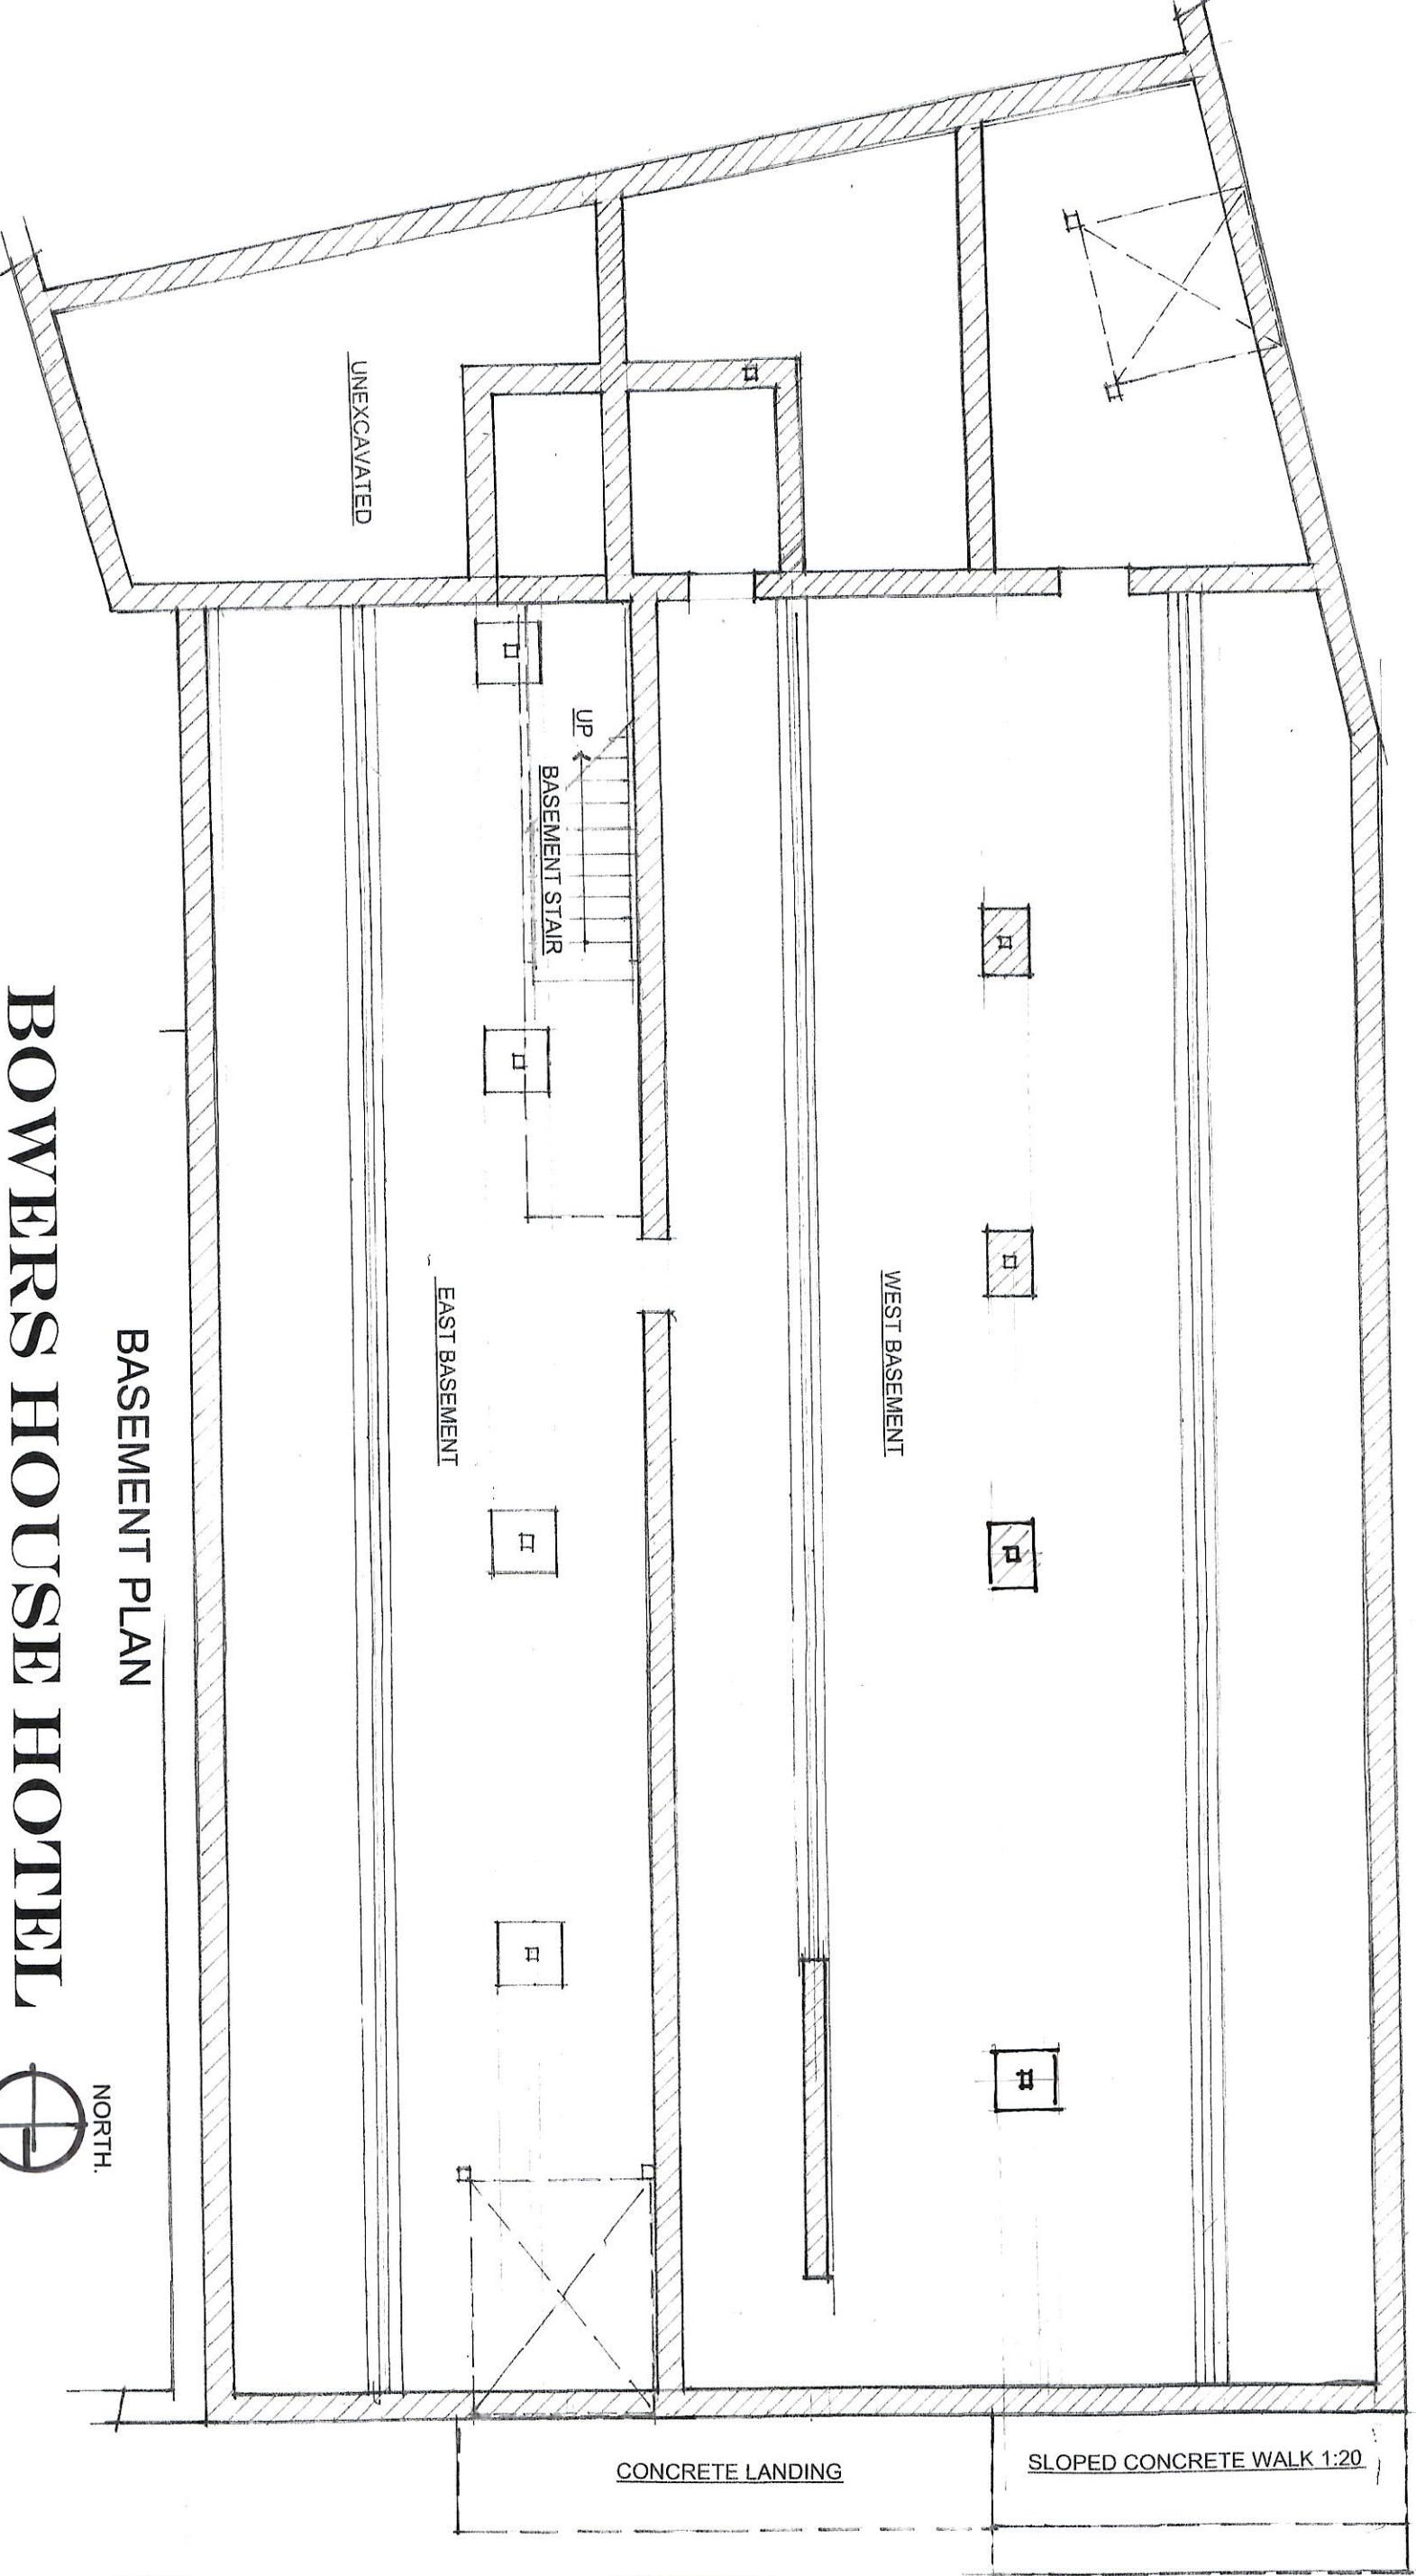 UNEXCAVATED
UP
BASEMENT STAIR
WEST BASEMENT
EAST BASEMENT
CONCRETE LANDING
SLOPED CONCRETE WALK 1:20
BASEMENT PLAN
BOWERS HOUSE HOTEL
NORTH.